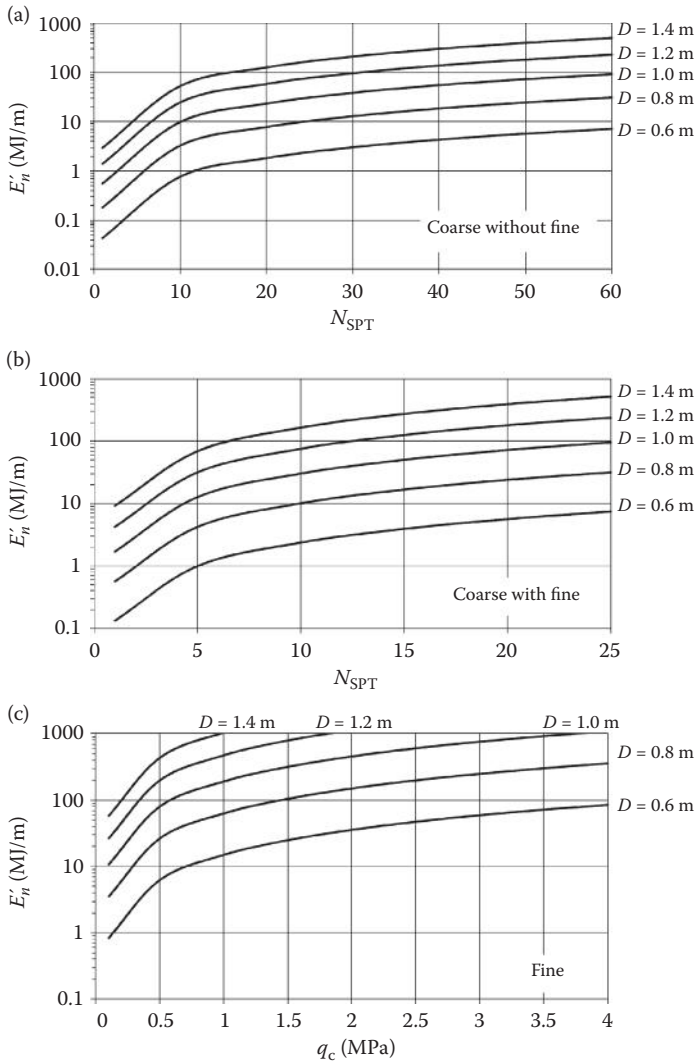 (a)
1000
100
10
1
0.1
0.01
E′n (MJ/m)
D = 1.4 m
D = 1.2 m
D = 1.0 m
D = 0.8 m
D = 0.6 m
Coarse without fine
0 10 20 30 40 50 60
NSPT
(b)
1000
100
10
1
0.1
E′n (MJ/m)
D = 1.4 m
D = 1.2 m
D = 1.0 m
D = 0.8 m
D = 0.6 m
Coarse with fine
0 5 10 15 20 25
NSPT
(c)
D = 1.4 m D = 1.2 m D = 1.0 m
1000
100
10
1
0.1
E′n (MJ/m)
D = 0.8 m
D = 0.6 m
Fine
0 0.5 1 1.5 2 2.5 3 3.5 4
qc (MPa)